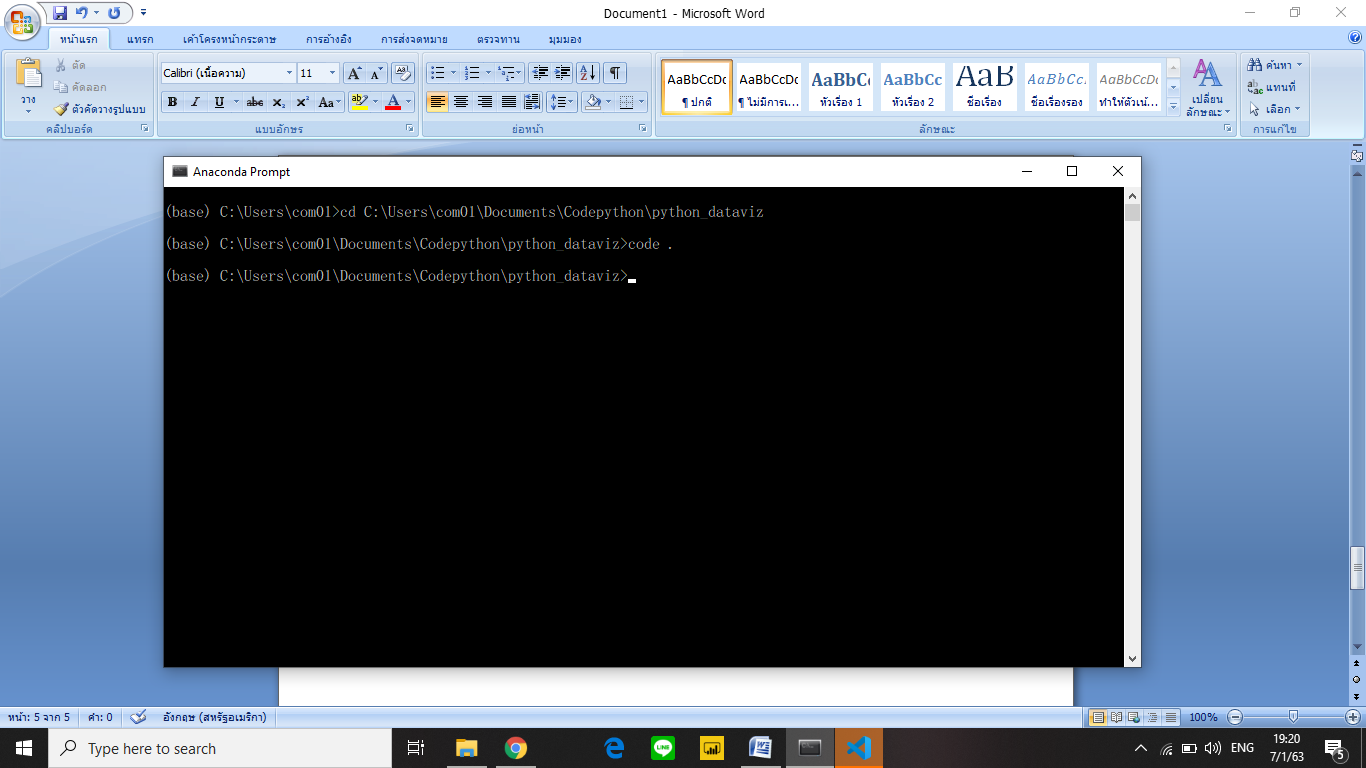 Document1 - Microsoft Word
หน้าแรก แทรก เค้าโครงหน้ากระดาษ การอ้างอิง การส่งจดหมาย ตรวจทาน มุมมอง
วาง
ตัด
คัดลอก
ตัวคัดวางรูปแบบ
คลิปบอร์ด
Calibri (เนื้อความ) 11
B I U abc X₂ X² Aa
แบบอักษร
ย่อหน้า
AaBbCcDc AaBbCcDc AaBbC AaBbCc AaB AaBbCc. AaBbCcDc
¶ ปกติ ¶ ไม่มีการเ... หัวเรื่อง 1 หัวเรื่อง 2 ชื่อเรื่อง ชื่อเรื่องรอง ทำให้ตัวเน้...
เปลี่ยน
ลักษณะ
ลักษณะ
ค้นหา
แทนที่
เลือก
การแก้ไข
Anaconda Prompt
(base) C:\Users\com01>cd C:\Users\com01\Documents\Codepython\python_dataviz
(base) C:\Users\com01\Documents\Codepython\python_dataviz>code .
(base) C:\Users\com01\Documents\Codepython\python_dataviz>
หน้า: 5 จาก 5 คำ: 0 อังกฤษ (สหรัฐอเมริกา) 100%
Type here to search
ENG
19:20
7/1/63
5